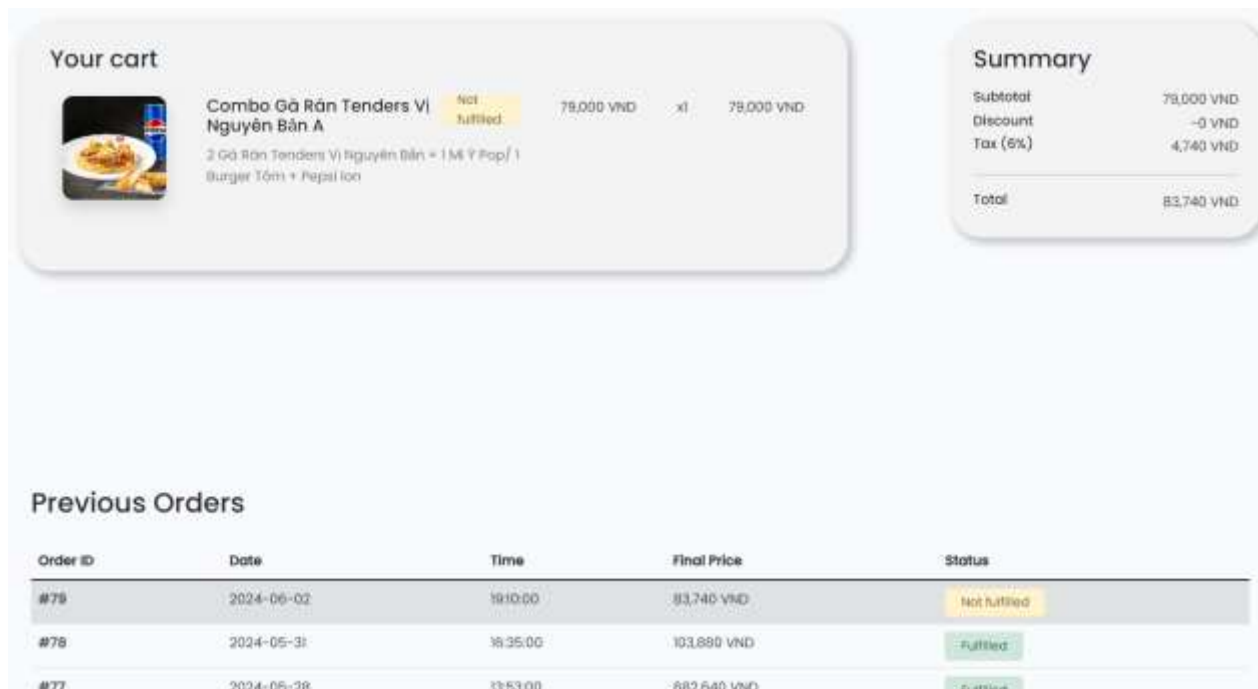 Your cart
Combo Gà Rán Tenders Vị
Nguyên Bản A
Not
fulfilled
79,000 VND
x1
79,000 VND
2 Gà Rán Tenders Vị Nguyên Bản + 1 Mì Ý Pop/ 1
Burger Tôm + Pepsi lon
Summary
Subtotal 79,000 VND
Discount -0 VND
Tax (6%) 4,740 VND
Total 83,740 VND
Previous Orders
Order ID Date Time Final Price Status
#79 2024-06-02 19:10:00 83,740 VND Not fulfilled
#78 2024-05-31 16:35:00 103,880 VND Fulfilled
#77 2024-05-28 13:53:00 682,640 VND Fulfilled